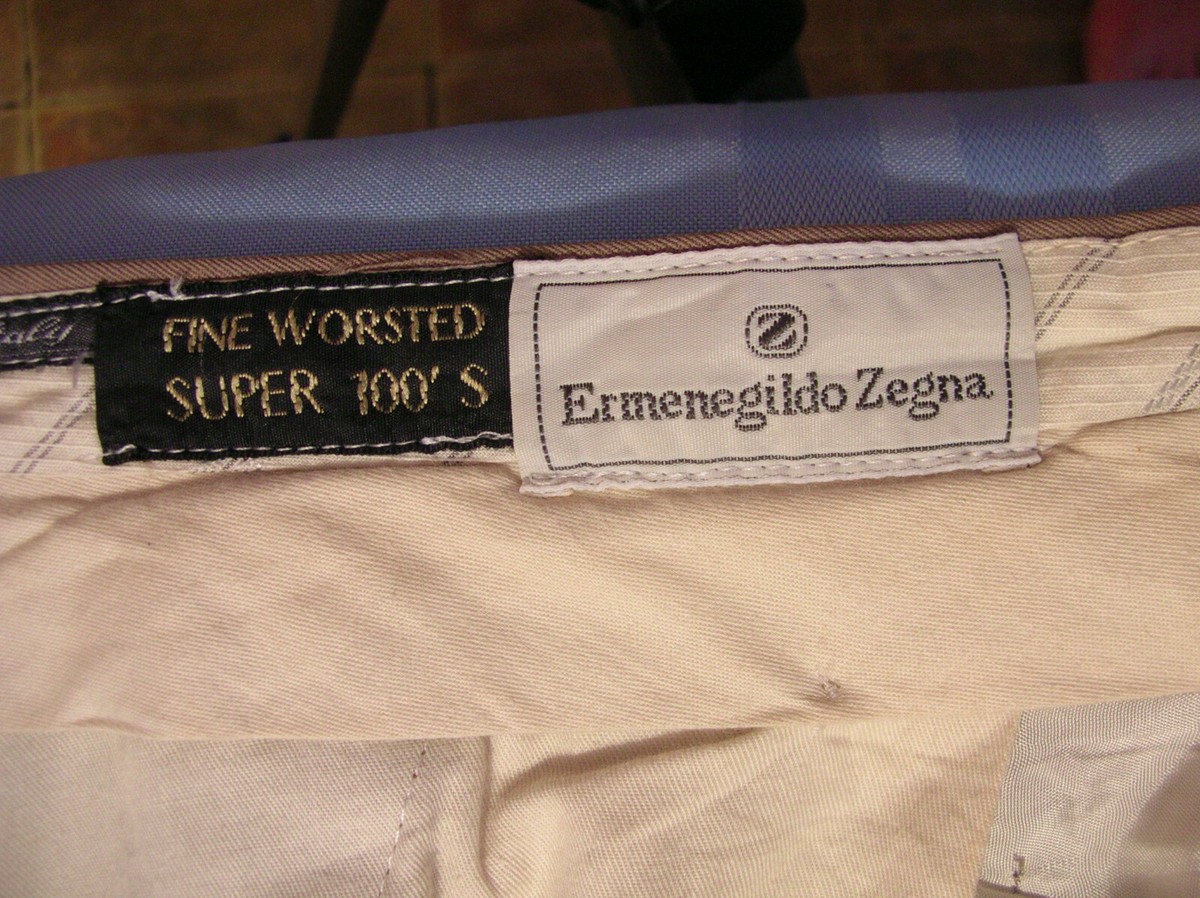 FINE WORSTED
SUPER 100' S
Z
Ermenegildo Zegna.